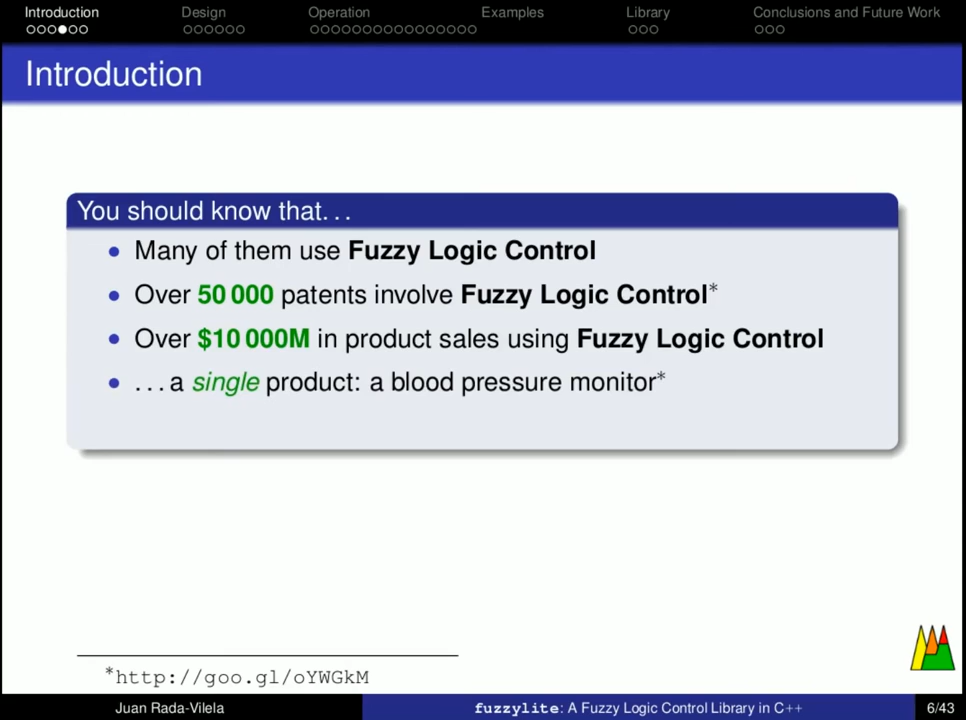 Introduction Design Operation Examples Library Conclusions and Future Work
Introduction
You should know that. . .
• Many of them use Fuzzy Logic Control
• Over 50 000 patents involve Fuzzy Logic Control*
• Over $10 000M in product sales using Fuzzy Logic Control
• . . . a single product: a blood pressure monitor*
*http://goo.gl/oYWGkM
Juan Rada-Vilela fuzzylite: A Fuzzy Logic Control Library in C++ 6/43